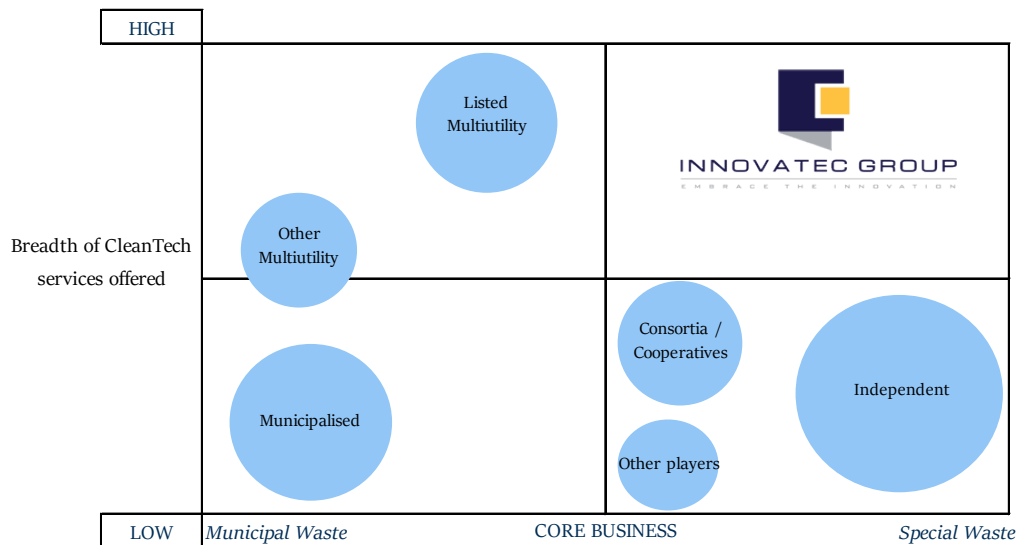 HIGH
Listed
Multiutility
INNOVATEC GROUP
EMBRACE THE INNOVATION
Other
Multiutility
Breadth of CleanTech
services offered
Consortia /
Cooperatives
Independent
Municipalised
Other players
LOW
Municipal Waste
CORE BUSINESS
Special Waste